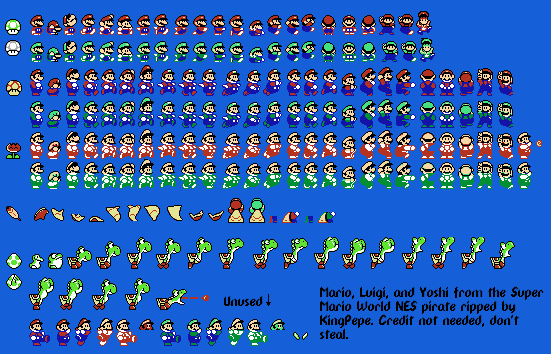 Unused ↓
Mario, Luigi, and Yoshi from the Super
Mario World NES pirate ripped by
KingPepe. Credit not needed, don't
steal.